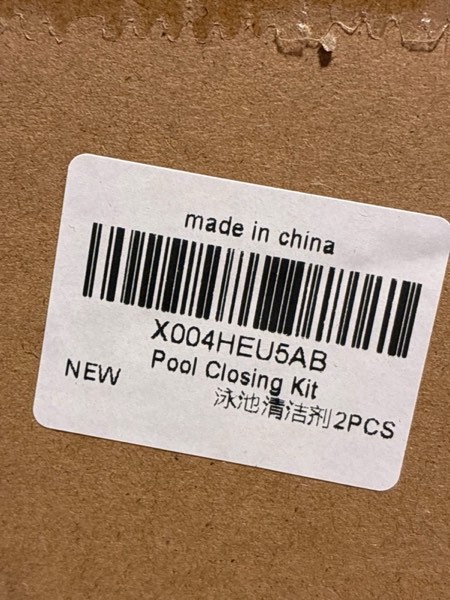 made in china
X004HEU5AB
Pool Closing Kit
NEW
泳池清洁剂2PCS